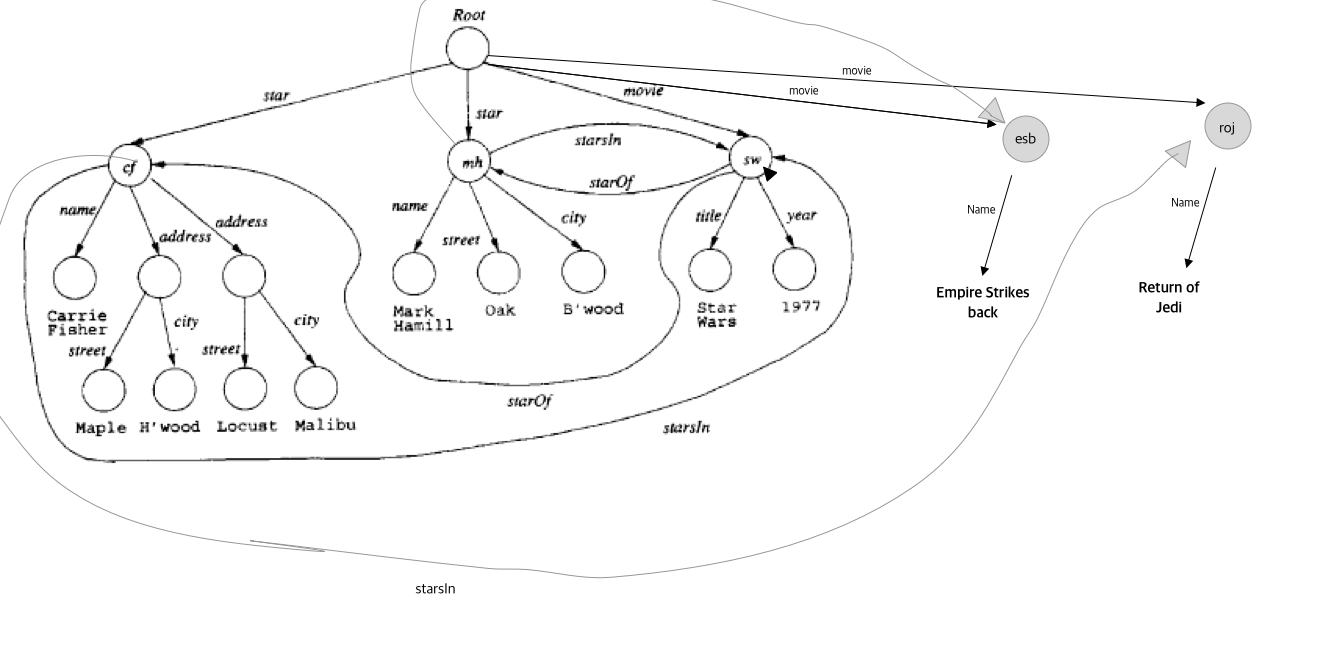 Root
movie
movie
movie
star
star
starsIn
esb
roj
cf
mh
sw
starOf
name
address
address
name
street
city
title
year
Name
Name
Carrie
Fisher
Mark
Hamill
Oak
B'wood
Star
Wars
1977
Empire Strikes
back
Return of
Jedi
street
city
street
city
Maple
H'wood
Locust
Malibu
starOf
starsIn
starsIn